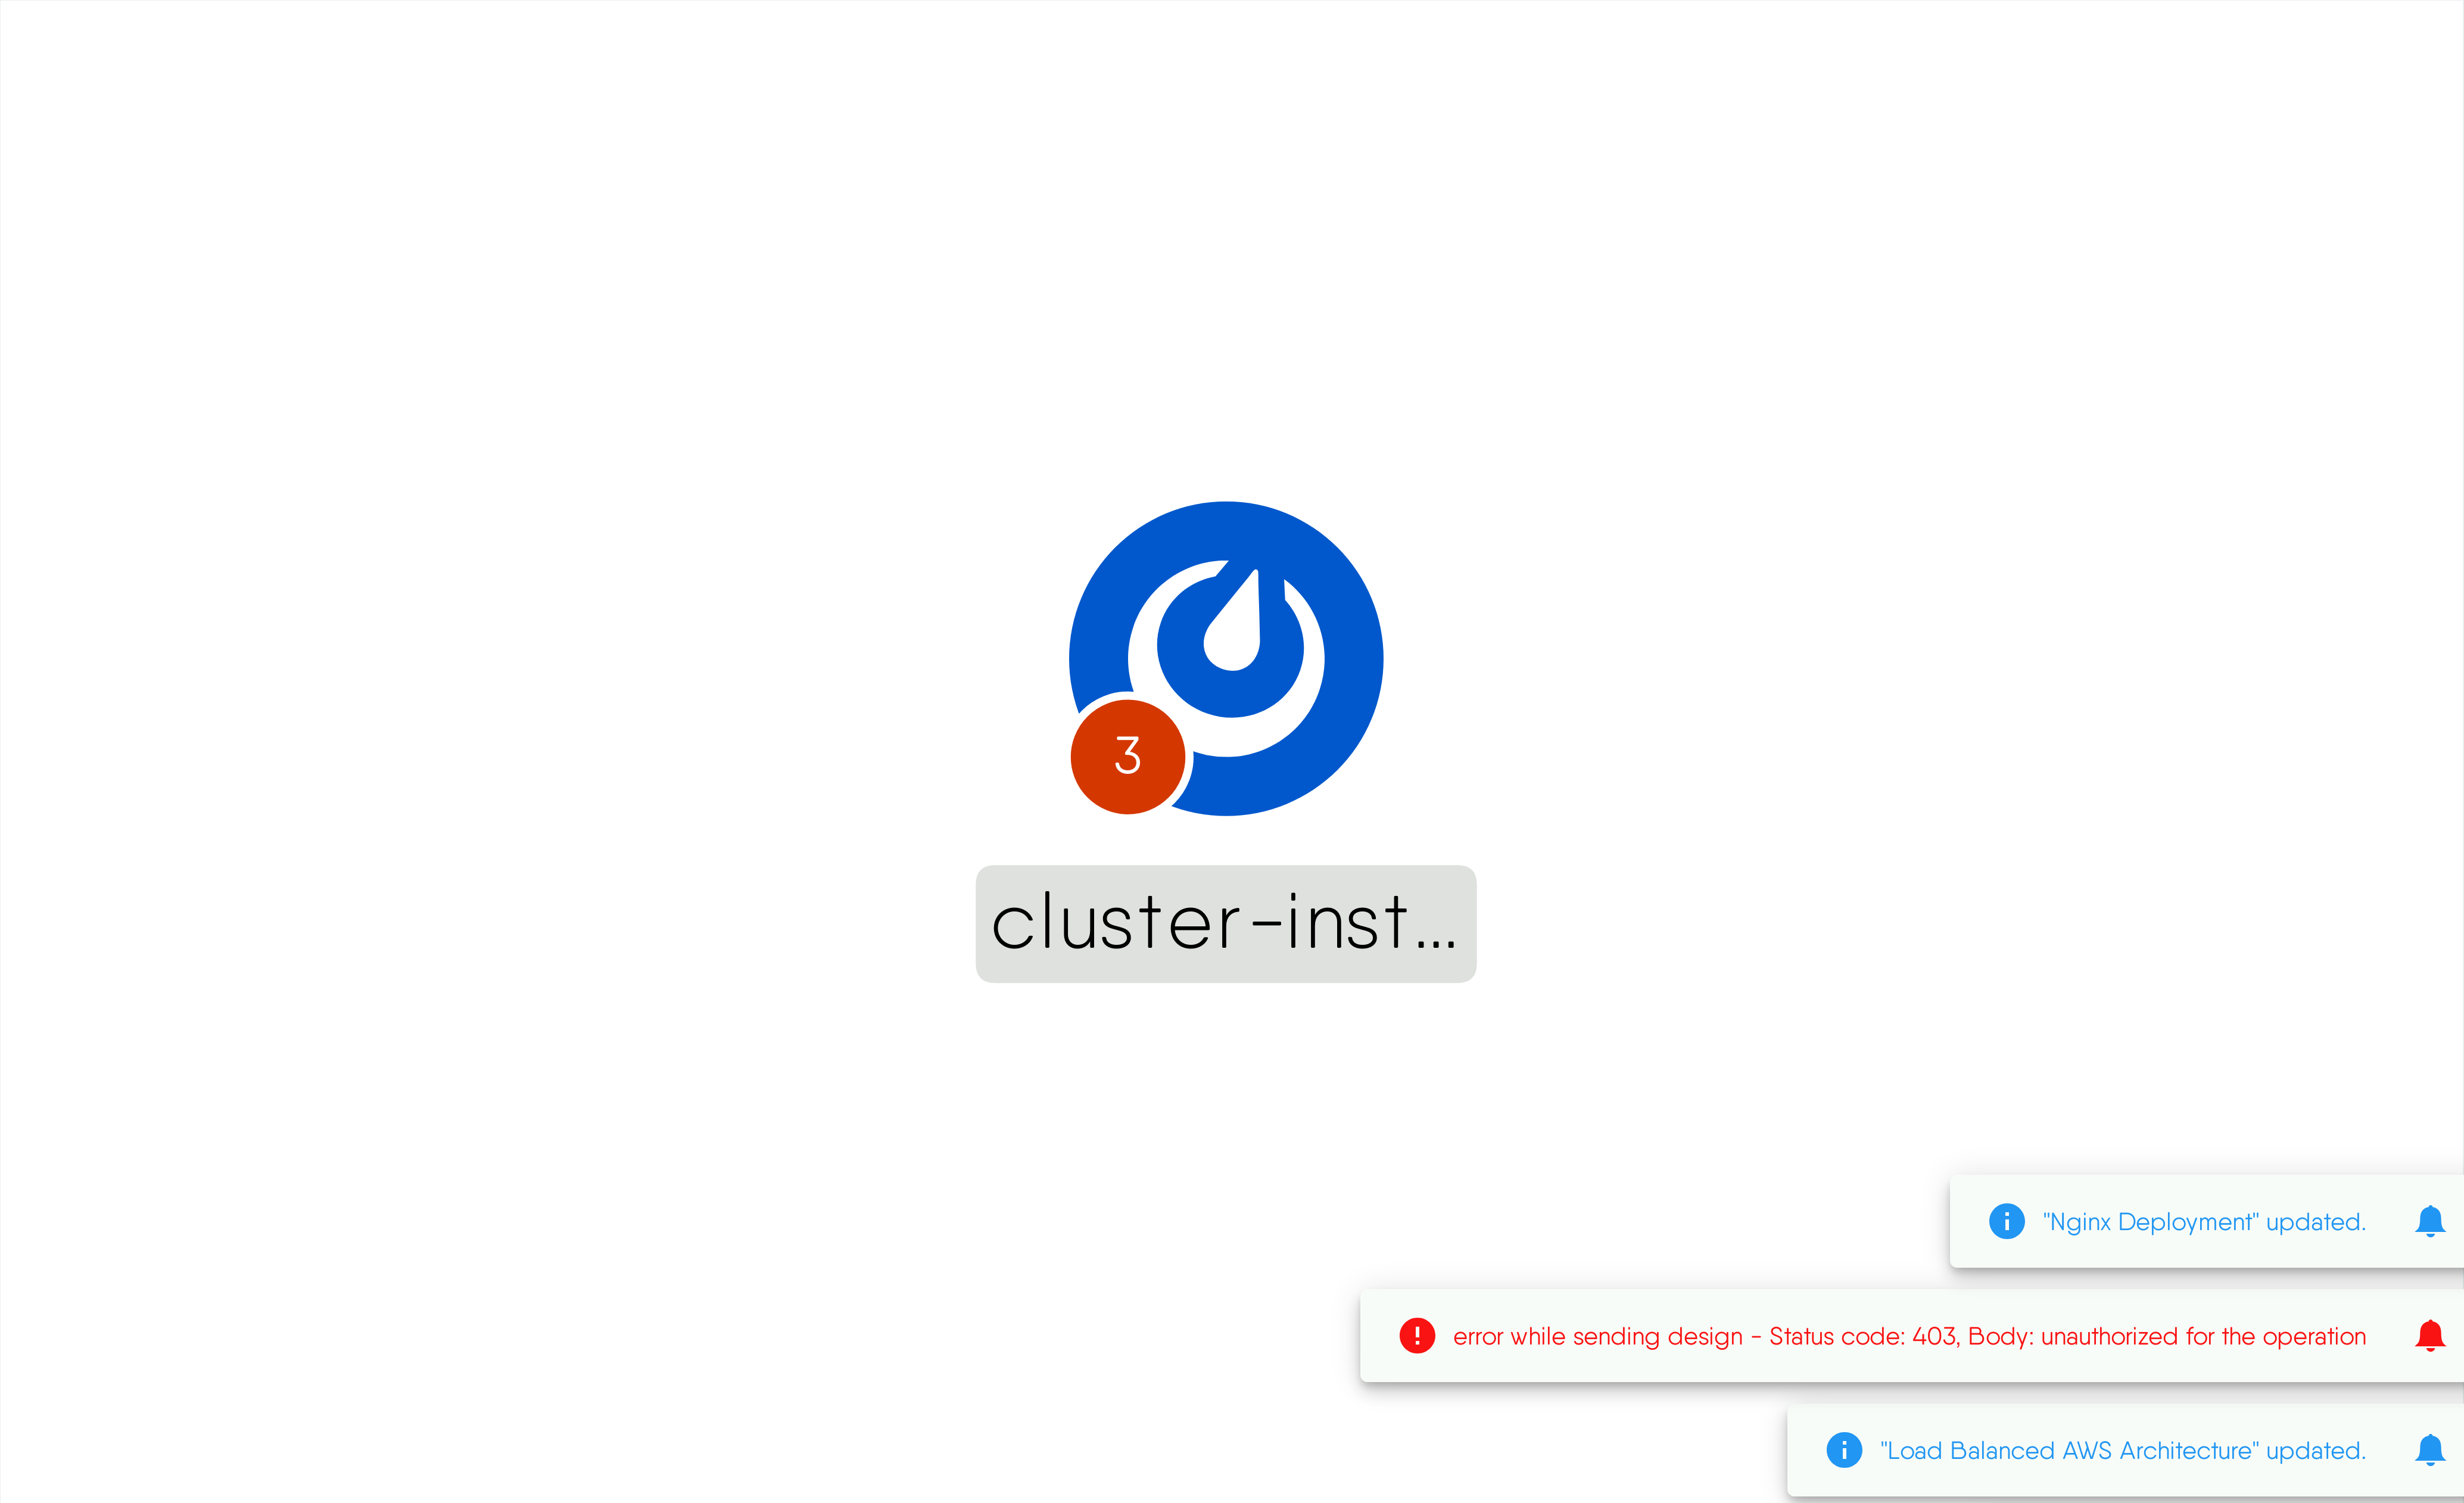 3
cluster-inst...
"Nginx Deployment" updated.
error while sending design - Status code: 403, Body: unauthorized for the operation
"Load Balanced AWS Architecture" updated.